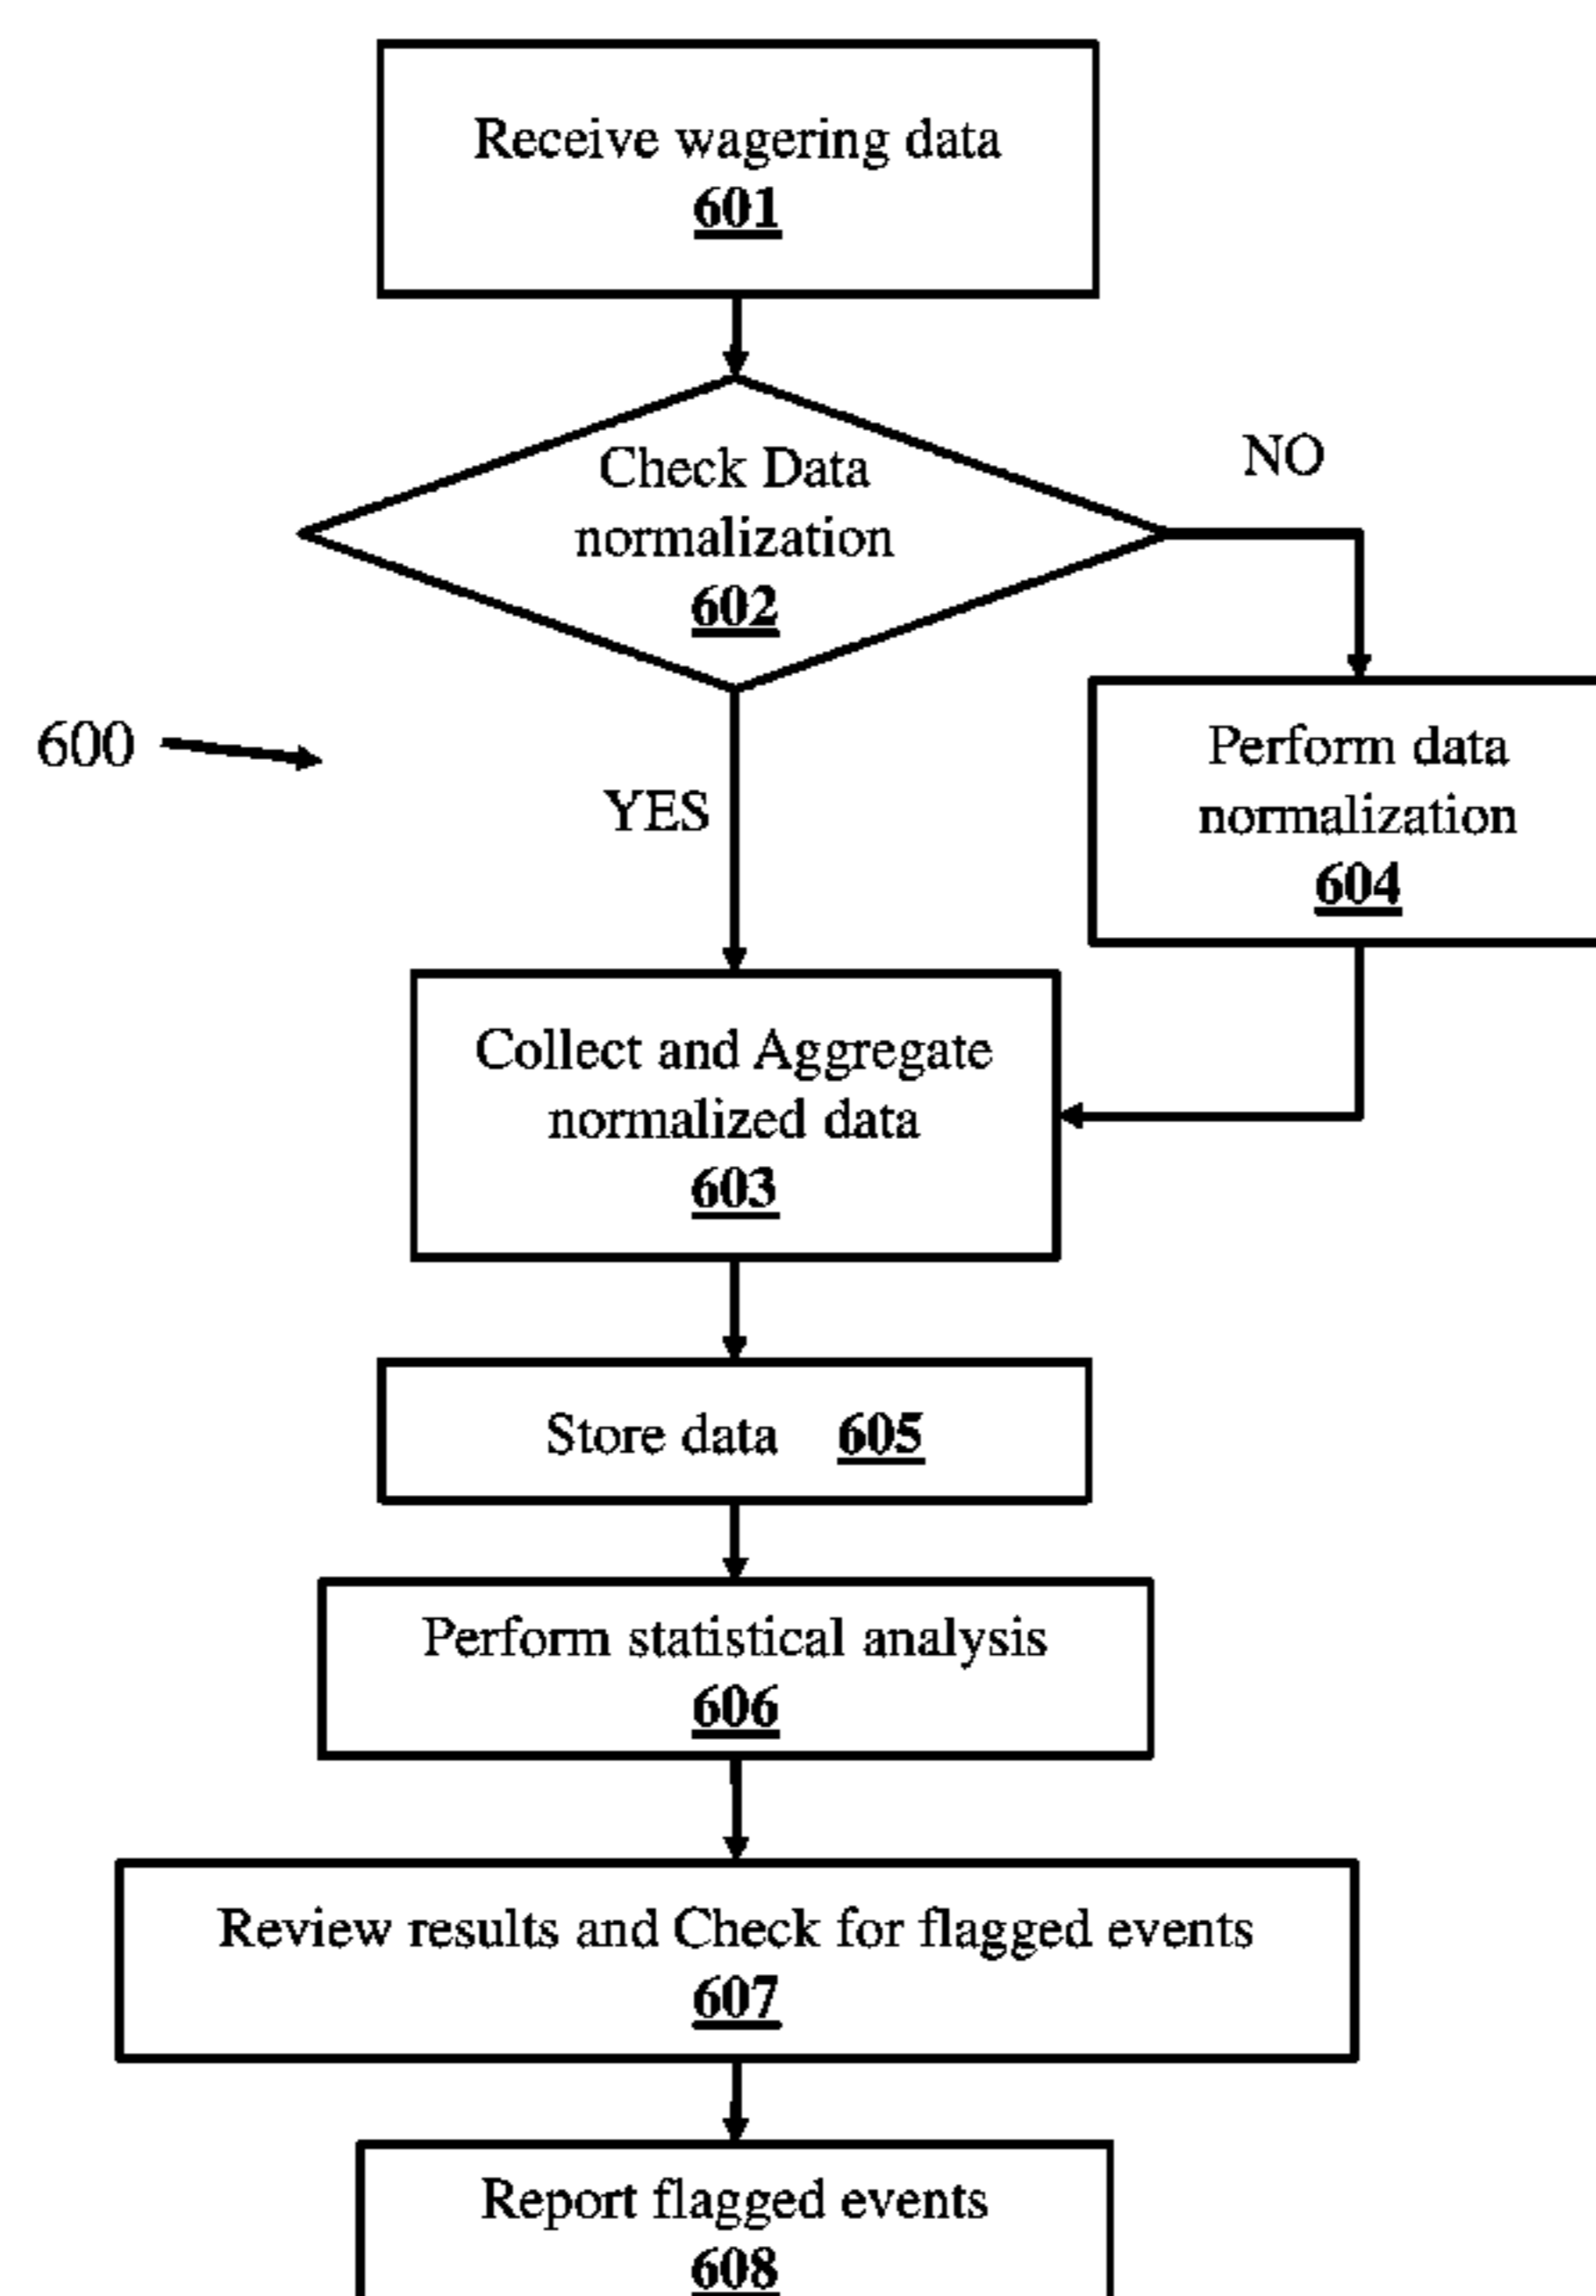 Receive wagering data
601
Check Data
normalization
602
NO
600
YES
Perform data
normalization
604
Collect and Aggregate
normalized data
603
Store data 605
Perform statistical analysis
606
Review results and Check for flagged events
607
Report flagged events
608